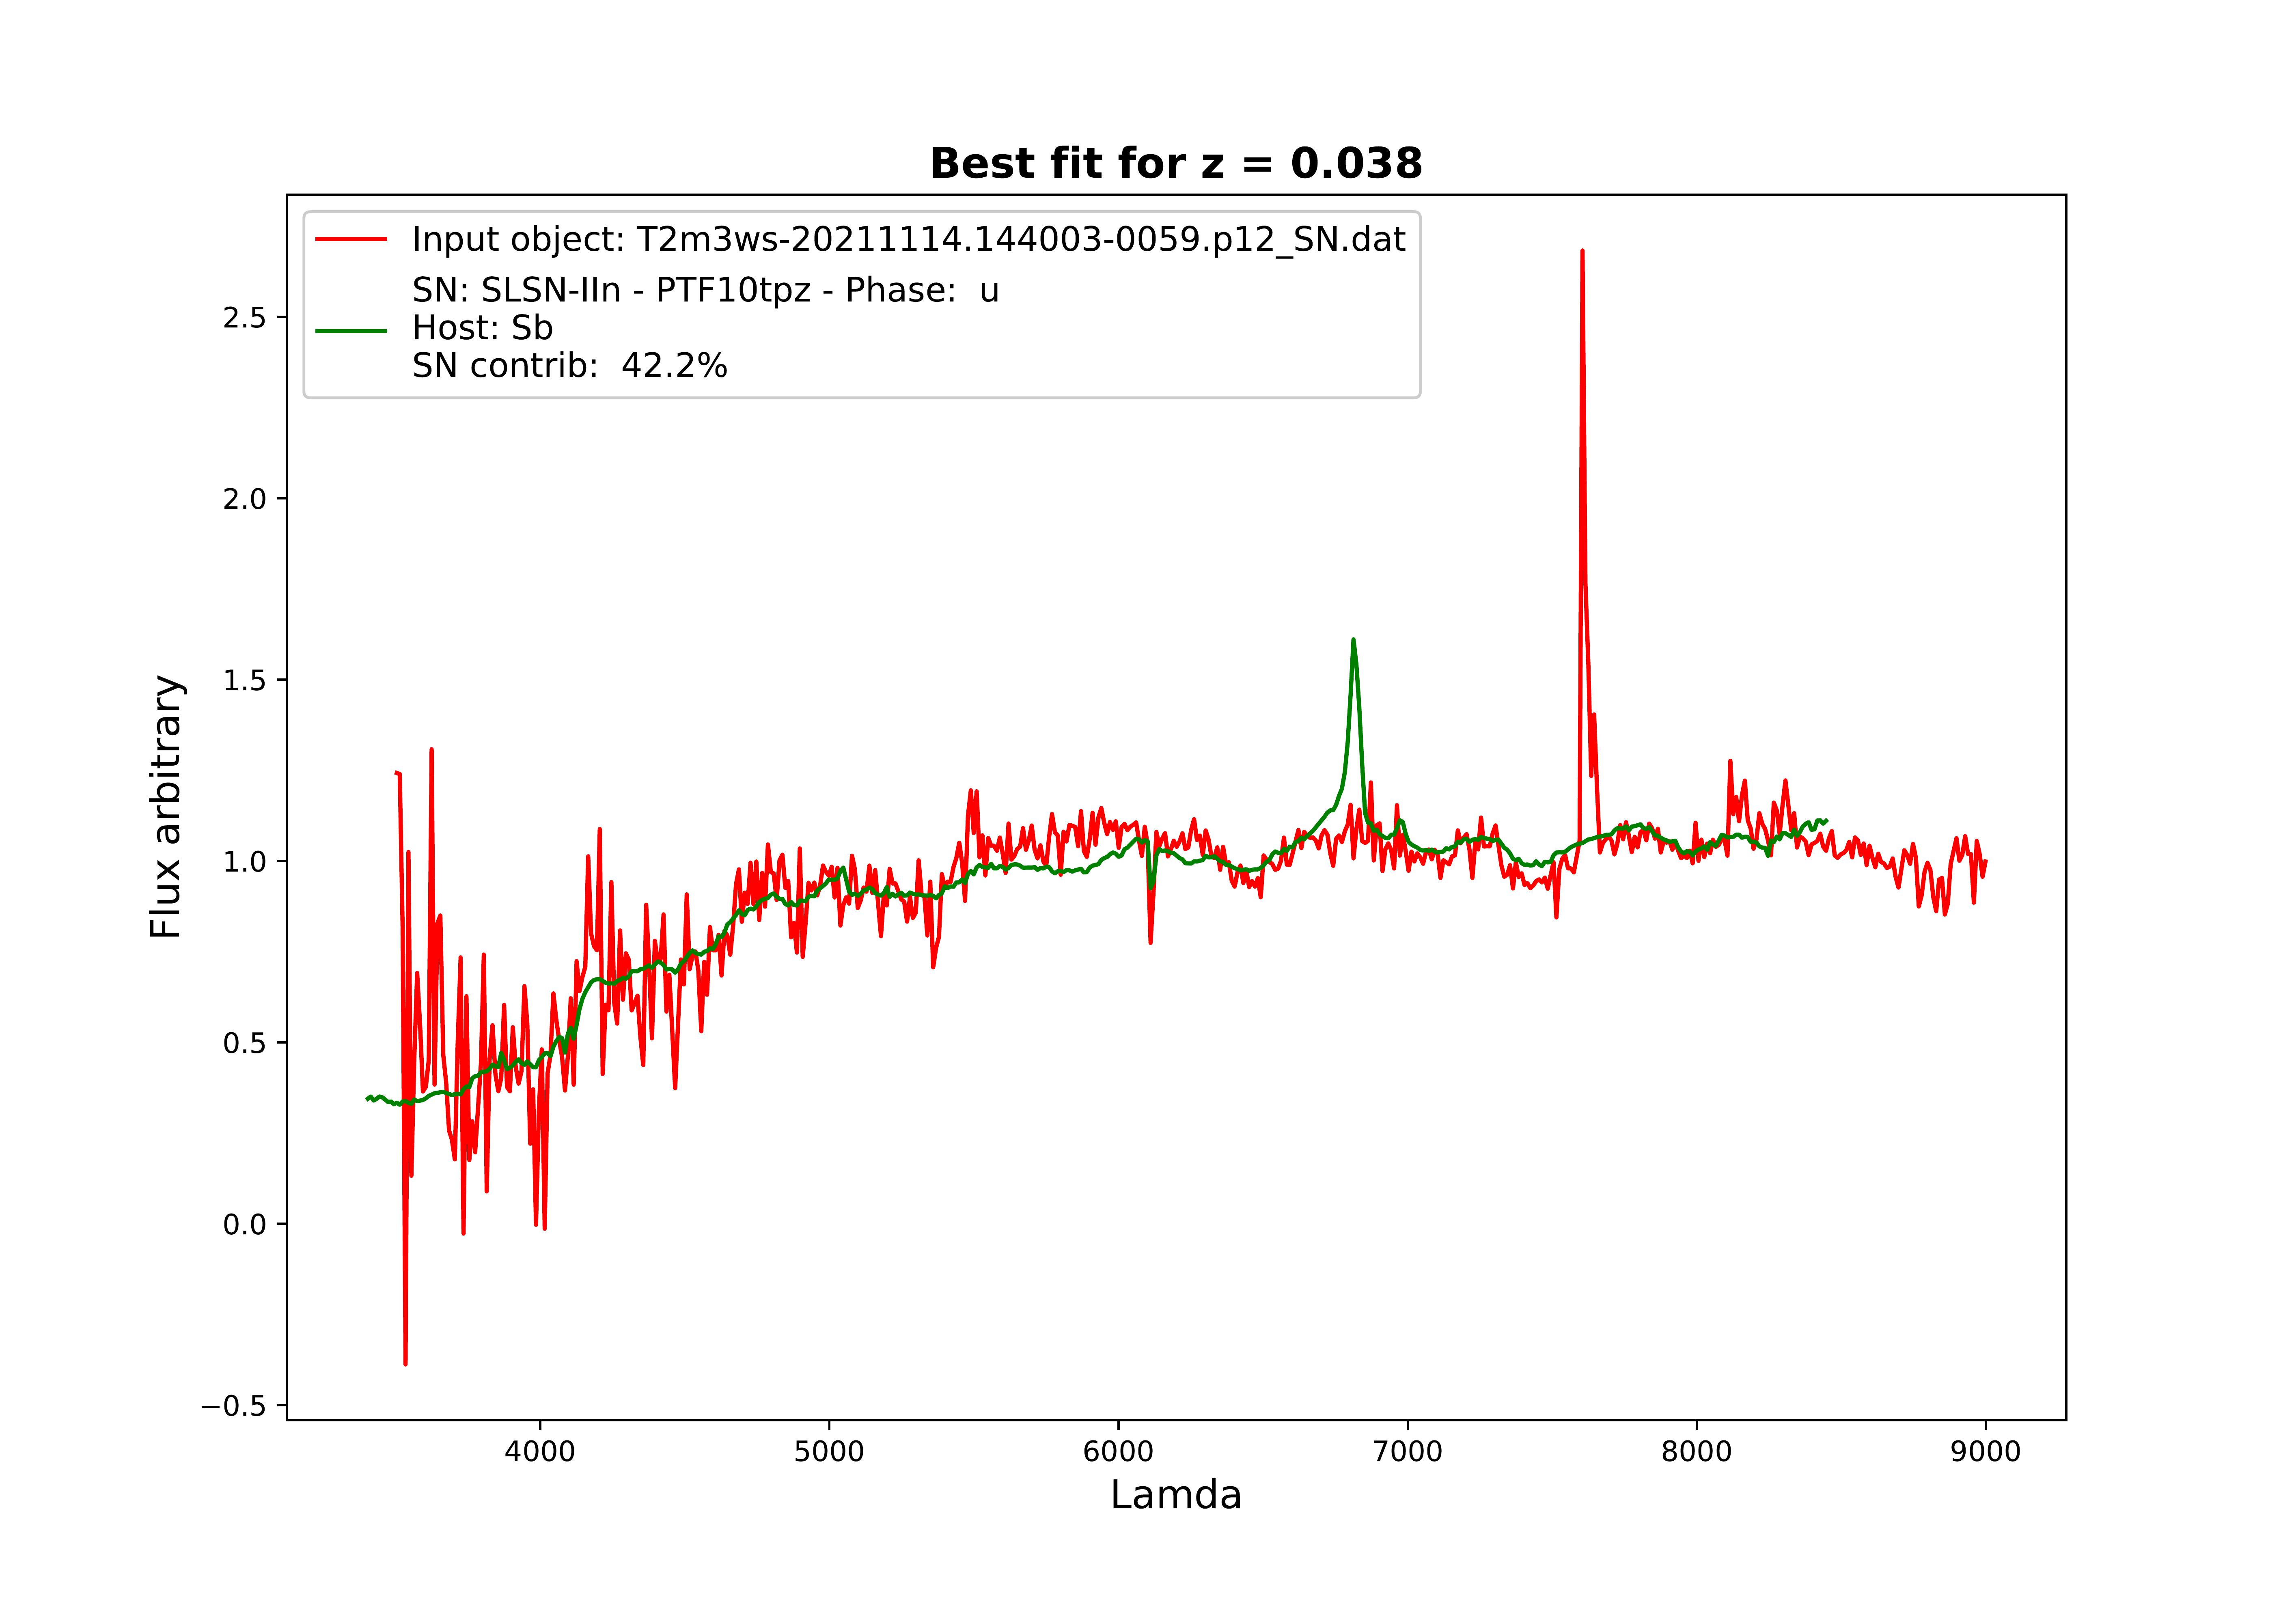 Best fit for z = 0.038
Input object: T2m3ws-20211114.144003-0059.p12_SN.dat
SN: SLSN-IIn - PTF10tpz - Phase:  u
Host: Sb
SN contrib:  42.2%
Flux arbitrary
2.5
2.0
1.5
1.0
0.5
0.0
−0.5
4000 5000 6000 7000 8000 9000
Lamda